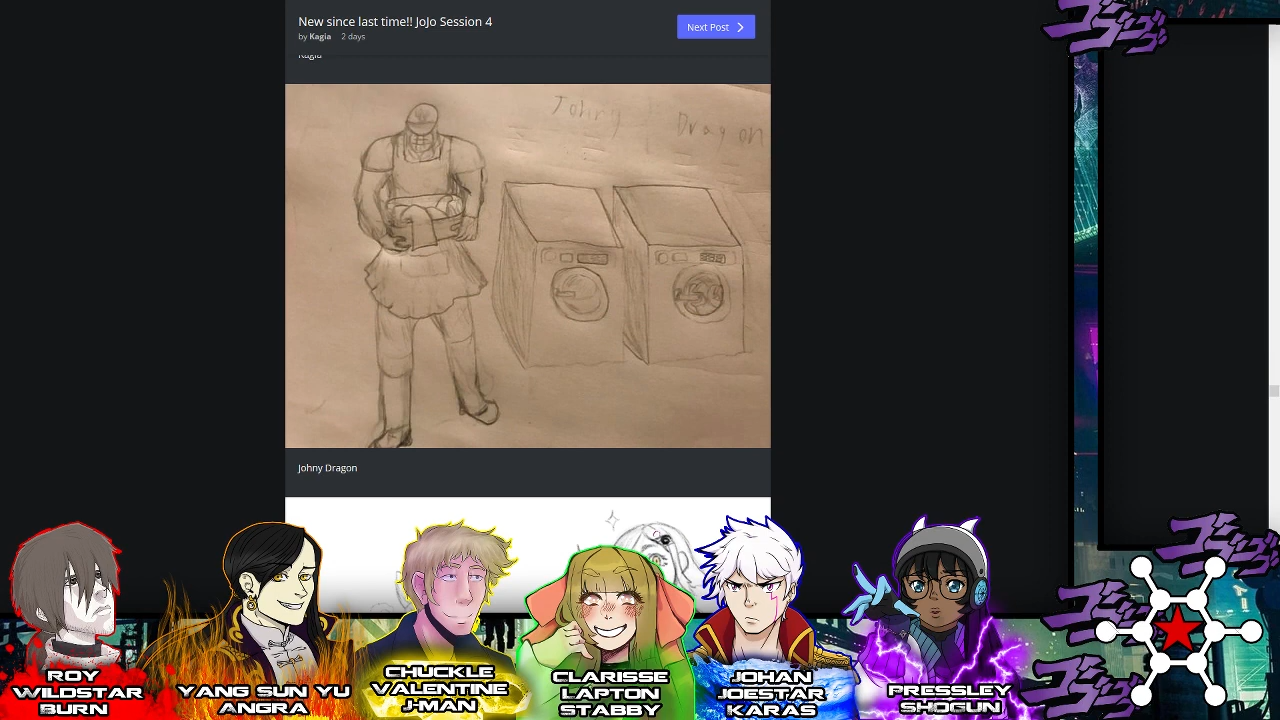 New since last time!! JoJo Session 4
by Kagia 2 days
Next Post
Kagia
Johny Dragon
Johny Dragon
ROY
WILDSTAR
BURN
YANG SUN YU
ANGRA
CHUCKLE
VALENTINE
J-MAN
CLARISSE
LAPTON
STABBY
JOHAN
JOESTAR
KARAS
PRESSLEY
SHOGUN